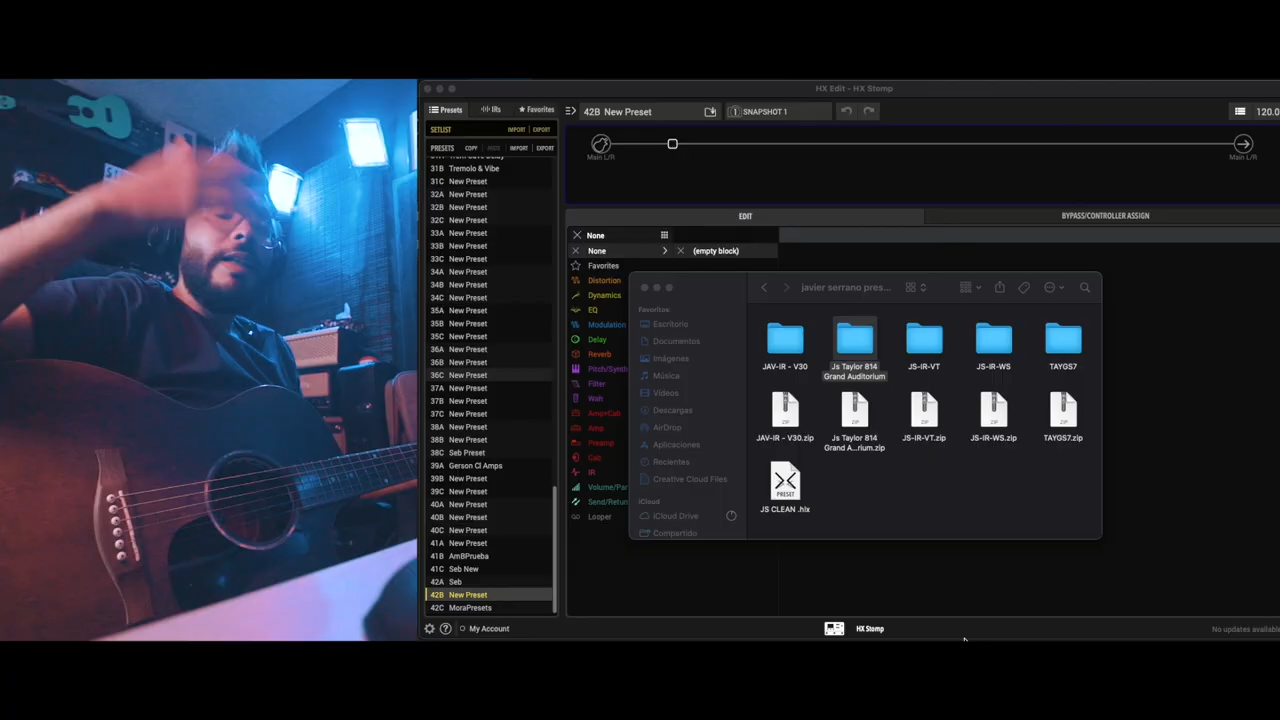 HX Edit - HX Stomp
Presets
IRs
Favorites
42B New Preset
1 SNAPSHOT 1
120.0
SETLIST
IMPORT EXPORT
PRESETS
COPY PASTE IMPORT EXPORT
31B Tremolo & Vibe
31C New Preset
32A New Preset
32B New Preset
32C New Preset
33A New Preset
33B New Preset
33C New Preset
34A New Preset
34B New Preset
34C New Preset
35A New Preset
35B New Preset
35C New Preset
36A New Preset
36B New Preset
36C New Preset
37A New Preset
37B New Preset
37C New Preset
38A New Preset
38B New Preset
38C Seb Preset
39A Gerson Cl Amps
39B New Preset
39C New Preset
40A New Preset
40B New Preset
40C New Preset
41A New Preset
41B AmBPrueba
41C Seb New
42A Seb
42B New Preset
42C MoraPresets
My Account
Main L/R
Main L/R
EDIT
BYPASS/CONTROLLER ASSIGN
None
None
(empty block)
Favorites
Distortion
Dynamics
EQ
Modulation
Delay
Reverb
Pitch/Synth
Filter
Wah
Amp+Cab
Amp
Preamp
Cab
IR
Volume/Par
Send/Return
Looper
javier serrano pres...
Favoritos
Escritorio
Documentos
Imágenes
Música
Vídeos
Descargas
AirDrop
Aplicaciones
Recientes
Creative Cloud Files
iCloud
iCloud Drive
Compartido
JAV-IR - V30
Js Taylor 814
Grand Auditorium
JS-IR-VT
JS-IR-WS
TAYGS7
ZIP
ZIP
ZIP
ZIP
ZIP
JAV-IR - V30.zip
Js Taylor 814
Grand A...rium.zip
JS-IR-VT.zip
JS-IR-WS.zip
TAYGS7.zip
PRESET
JS CLEAN .hlx
HX Stomp
No updates available